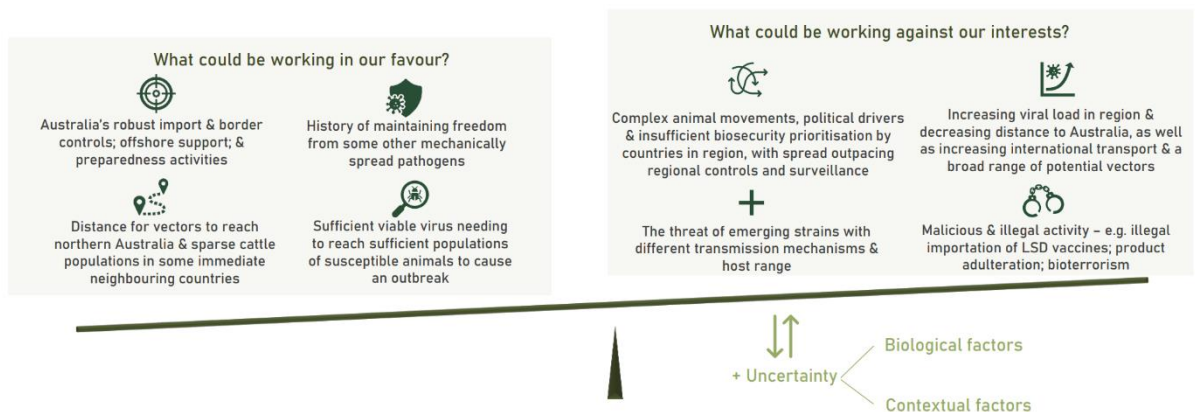 What could be working in our favour?
Australia's robust import & border
controls; offshore support; &
preparedness activities
History of maintaining freedom
from some other mechanically
spread pathogens
Distance for vectors to reach
northern Australia & sparse cattle
populations in some immediate
neighbouring countries
Sufficient viable virus needing
to reach sufficient populations
of susceptible animals to cause
an outbreak
What could be working against our interests?
Complex animal movements, political drivers
& insufficient biosecurity prioritisation by
countries in region, with spread outpacing
regional controls and surveillance
Increasing viral load in region &
decreasing distance to Australia, as well
as increasing international transport & a
broad range of potential vectors
The threat of emerging strains with
different transmission mechanisms &
host range
Malicious & illegal activity – e.g. illegal
importation of LSD vaccines; product
adulteration; bioterrorism
+ Uncertainty
Biological factors
Contextual factors